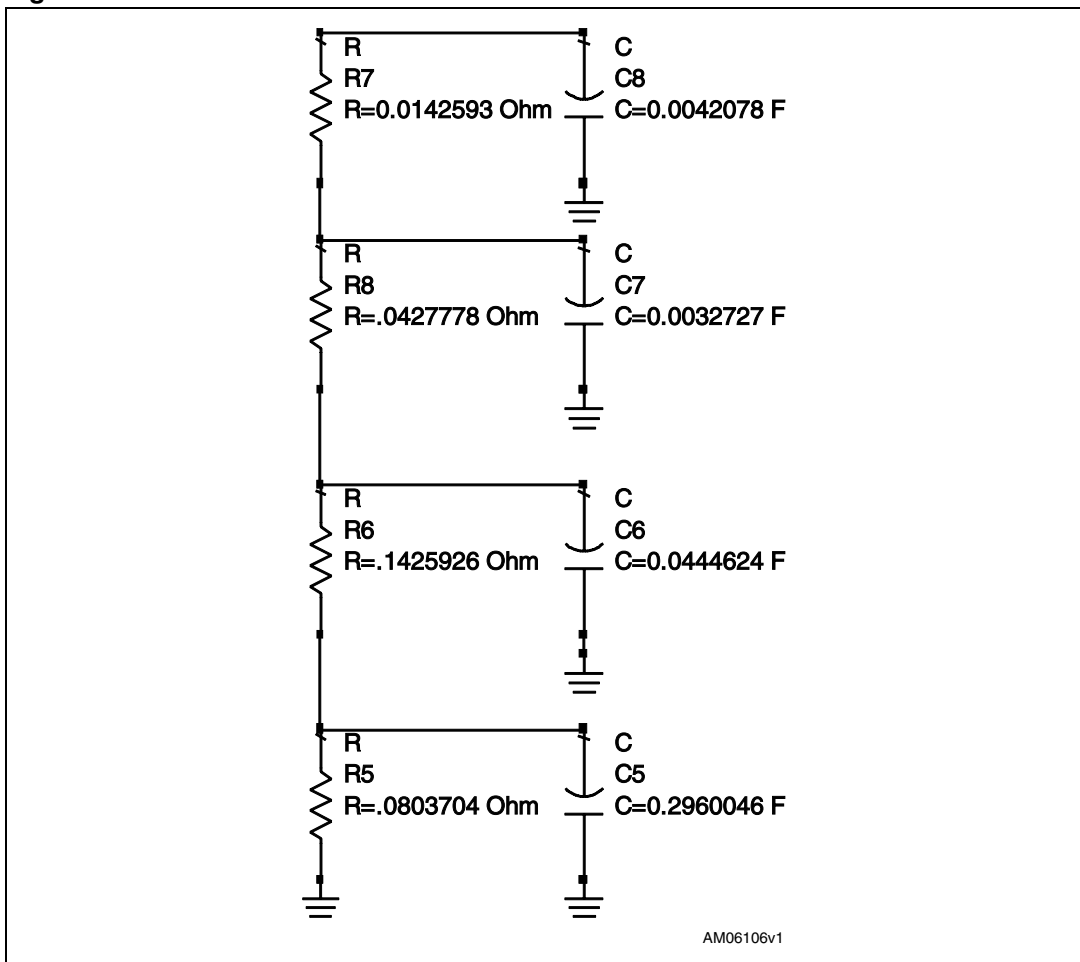 R
R7
R=0.0142593 Ohm
C
C8
C=0.0042078 F
R
R8
R=.0427778 Ohm
C
C7
C=0.0032727 F
R
R6
R=.1425926 Ohm
C
C6
C=0.0444624 F
R
R5
R=.0803704 Ohm
C
C5
C=0.2960046 F
AM06106v1